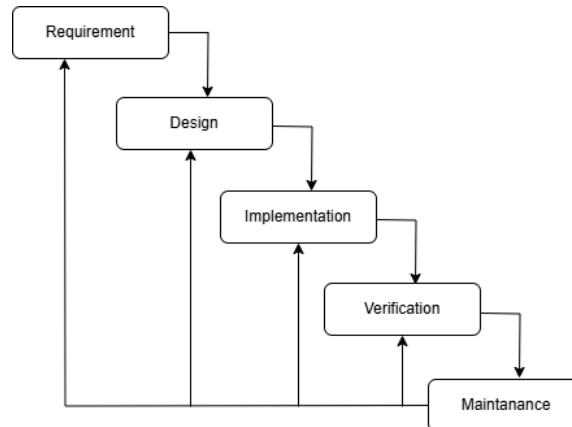 Requirement
Design
Implementation
Verification
Maintanance